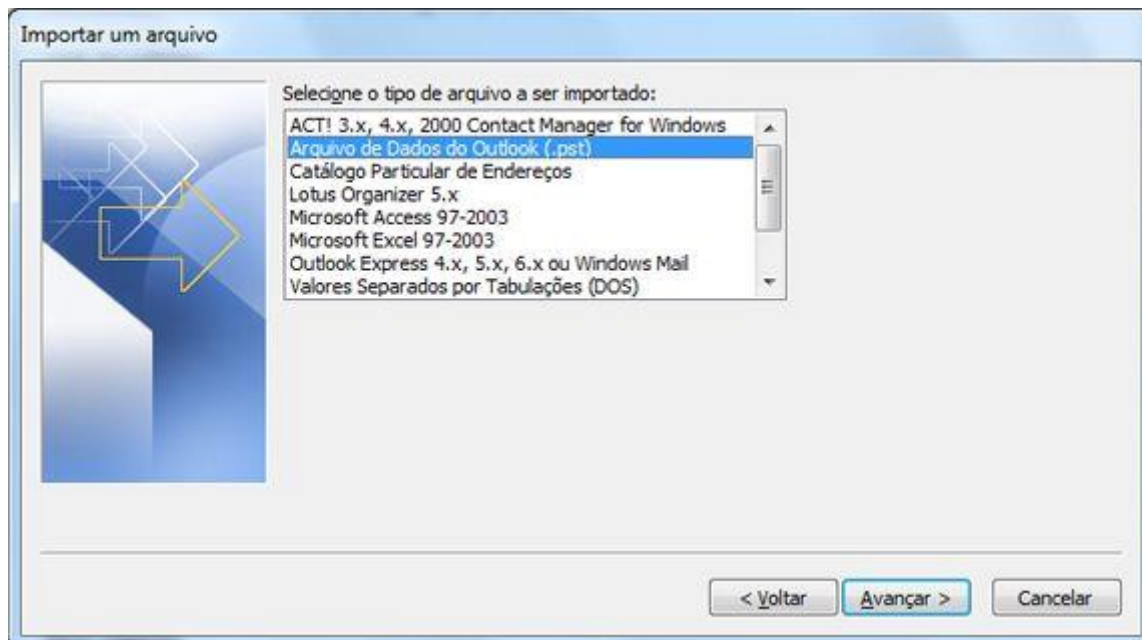 Importar um arquivo
Selecione o tipo de arquivo a ser importado:
ACT! 3.x, 4.x, 2000 Contact Manager for Windows
Arquivo de Dados do Outlook (.pst)
Catálogo Particular de Endereços
Lotus Organizer 5.x
Microsoft Access 97-2003
Microsoft Excel 97-2003
Outlook Express 4.x, 5.x, 6.x ou Windows Mail
Valores Separados por Tabulações (DOS)
< Voltar Avançar > Cancelar